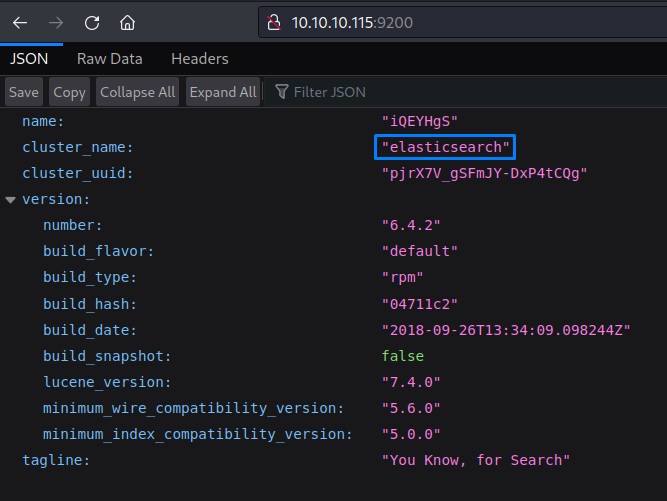 10.10.10.115:9200
JSON Raw Data Headers
Save Copy Collapse All Expand All Filter JSON
name: "iQEYHgS"
cluster_name: "elasticsearch"
cluster_uuid: "pjrX7V_gSFmJY-DxP4tCQg"
version:
number: "6.4.2"
build_flavor: "default"
build_type: "rpm"
build_hash: "04711c2"
build_date: "2018-09-26T13:34:09.098244Z"
build_snapshot: false
lucene_version: "7.4.0"
minimum_wire_compatibility_version: "5.6.0"
minimum_index_compatibility_version: "5.0.0"
tagline: "You Know, for Search"